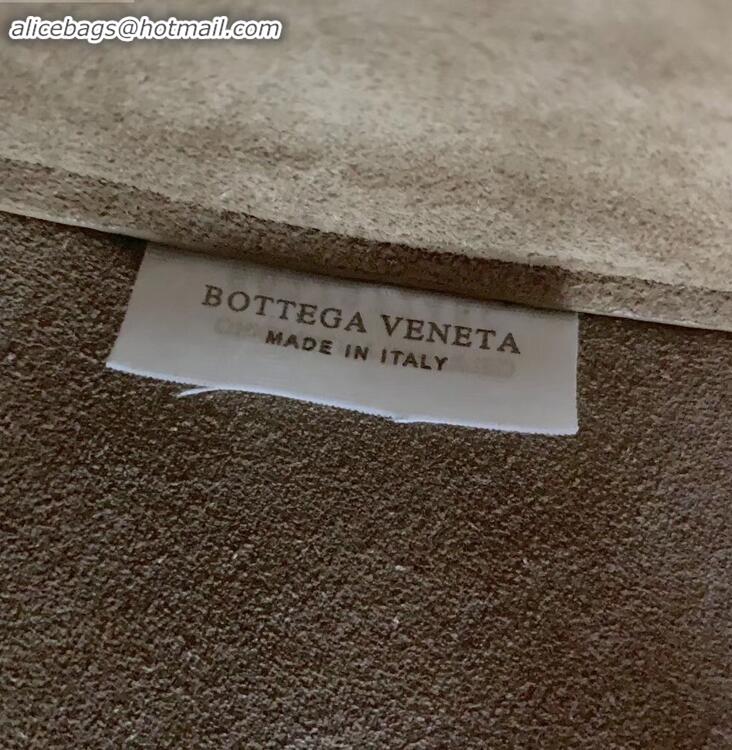 alicebags@hotmail.com
BOTTEGA VENETA
MADE IN ITALY